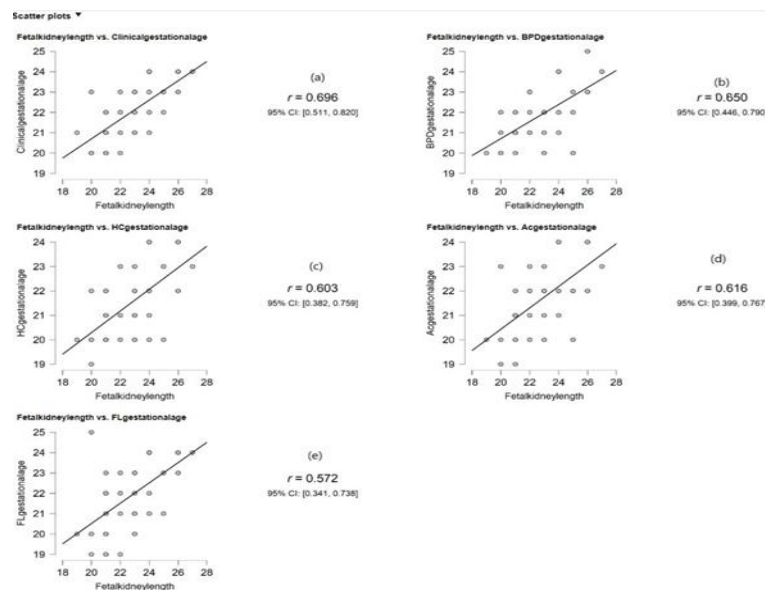 Scatter plots ▼
Fetalkidneylength vs. Clinicalgestationalage
25
24
23
22
21
20
19
Clinicalgestationalage
18 20 22 24 26 28
Fetalkidneylength
(a)
r = 0.696
95% CI: [0.511, 0.820]
Fetalkidneylength vs. BPDgestationalage
25
24
23
22
21
20
19
BPDgestationalage
18 20 22 24 26 28
Fetalkidneylength
(b)
r = 0.650
95% CI: [0.446, 0.790
Fetalkidneylength vs. HCgestationalage
24
23
22
21
20
19
HCgestationalage
18 20 22 24 26 28
Fetalkidneylength
(c)
r = 0.603
95% CI: [0.382, 0.759]
Fetalkidneylength vs. Acgestationalage
24
23
22
21
20
19
Acgestationalage
18 20 22 24 26 28
Fetalkidneylength
(d)
r = 0.616
95% CI: [0.399, 0.767
Fetalkidneylength vs. FLgestationalage
25
24
23
22
21
20
19
FLgestationalage
18 20 22 24 26 28
Fetalkidneylength
(e)
r = 0.572
95% CI: [0.341, 0.738]